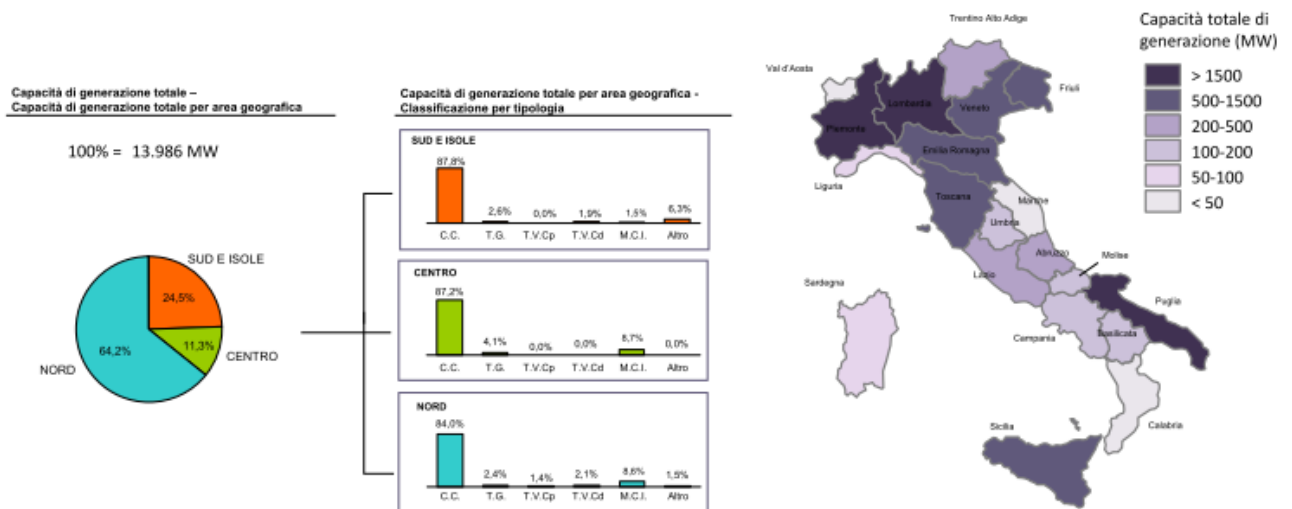 Capacità di generazione totale –
Capacità di generazione totale per area geografica
100% = 13.986 MW
SUD E ISOLE
24,5%
11,3%
CENTRO
64,2%
NORD
Capacità di generazione totale per area geografica -
Classificazione per tipologia
SUD E ISOLE
87,8%
2,6% 0,0% 1,9% 1,5% 6,3%
C.C. T.G. T.V.Cp T.V.Cd M.C.I. Altro
CENTRO
87,2%
4,1% 0,0% 0,0% 8,7% 0,0%
C.C. T.G. T.V.Cp T.V.Cd M.C.I. Altro
NORD
84,0%
2,4% 1,4% 2,1% 8,6% 1,5%
C.C. T.G. T.V.Cp T.V.Cd M.C.I. Altro
Trentino Alto Adige
Val d'Aosta
Friuli
Lombardia
Veneto
Piemonte
Emilia Romagna
Liguria
Toscana
Marche
Umbria
Abruzzo
Molise
Lazio
Sardegna
Puglia
Campania
Basilicata
Sicilia
Calabria
Capacità totale di
generazione (MW)
> 1500
500-1500
200-500
100-200
50-100
< 50